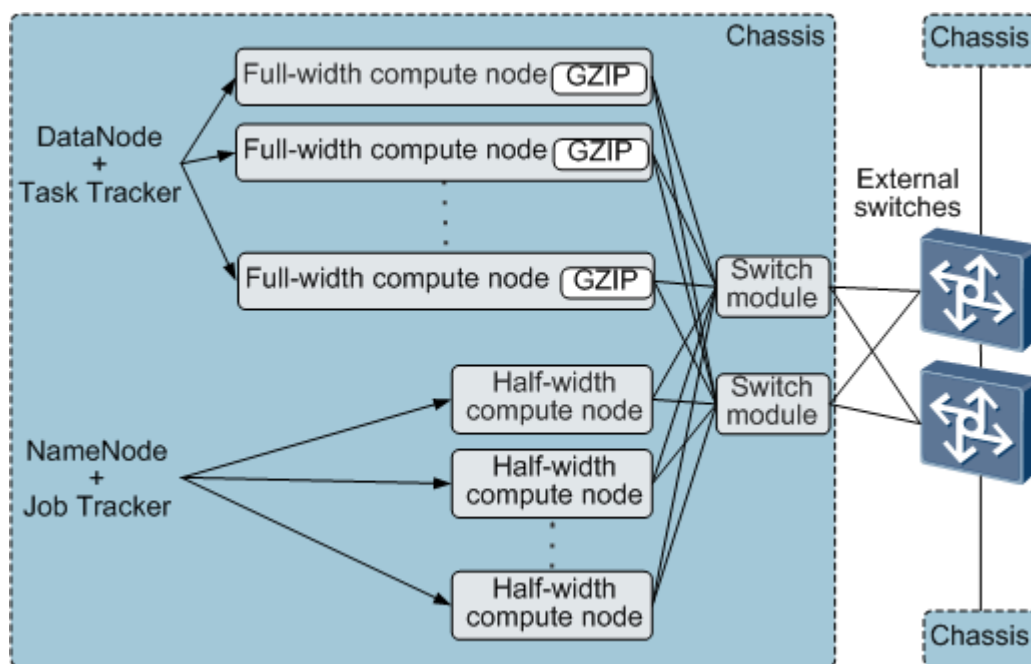 Chassis
Full-width compute node GZIP
Full-width compute node GZIP
Full-width compute node GZIP
DataNode
+
Task Tracker
Switch
module
Switch
module
Half-width
compute node
Half-width
compute node
Half-width
compute node
NameNode
+
Job Tracker
Chassis
External
switches
Chassis